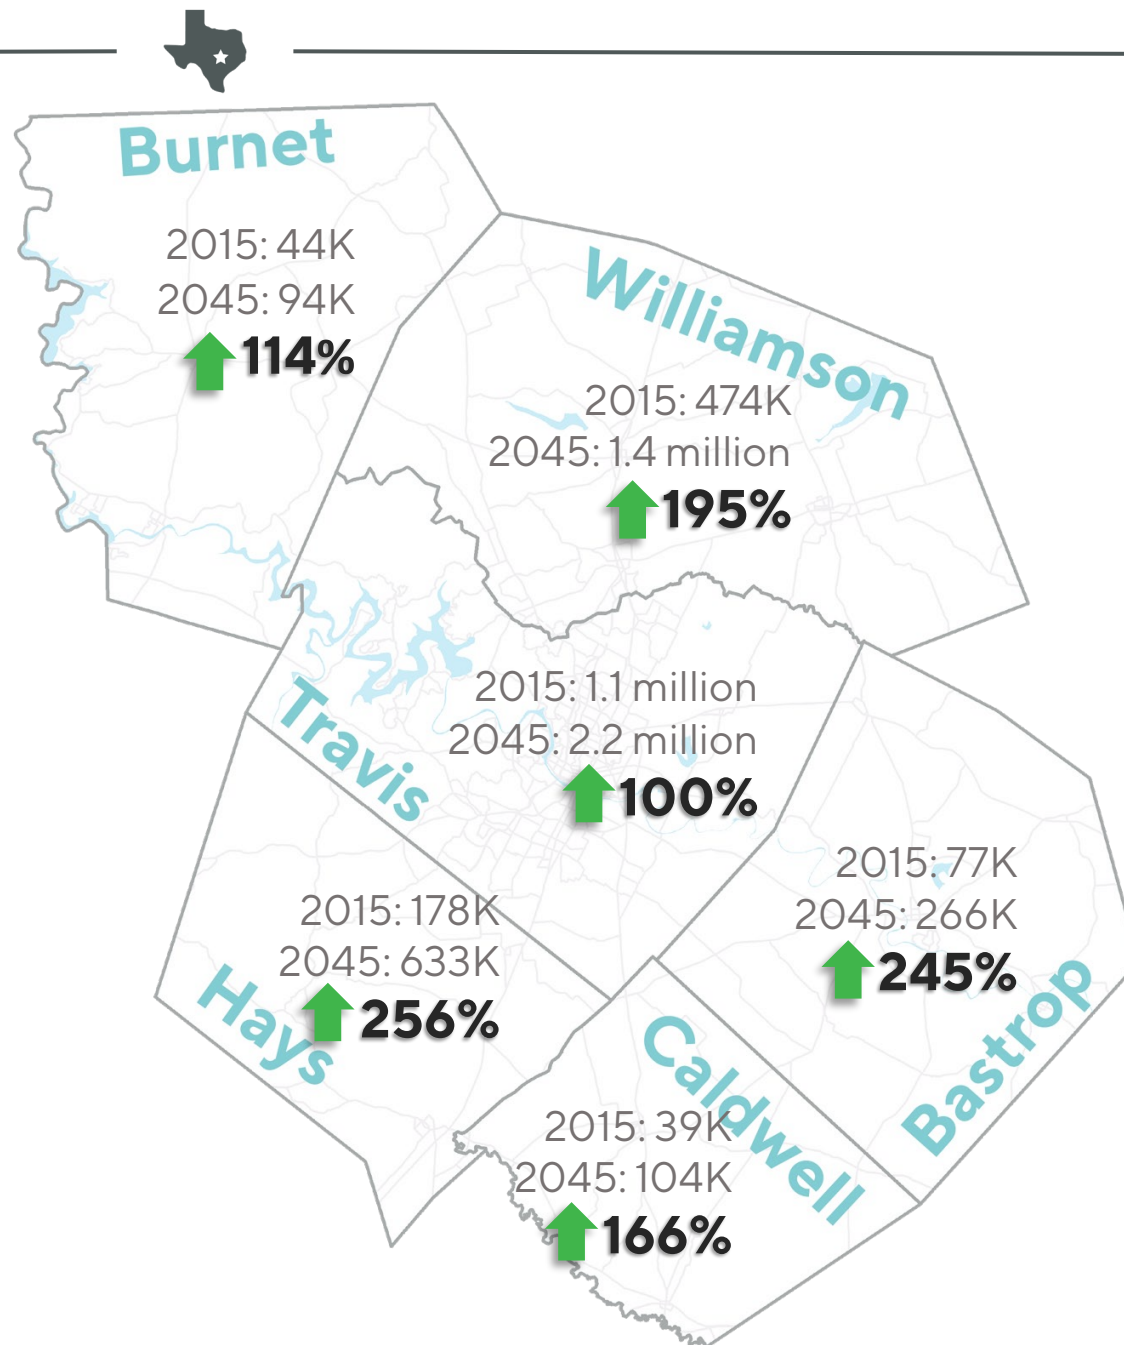 Burnet
2015: 44K
2045: 94K
114%
Williamson
2015: 474K
2045: 1.4 million
195%
Travis
2015: 1.1 million
2045: 2.2 million
100%
Hays
2015: 178K
2045: 633K
256%
Bastrop
2015: 77K
2045: 266K
245%
Caldwell
2015: 39K
2045: 104K
166%